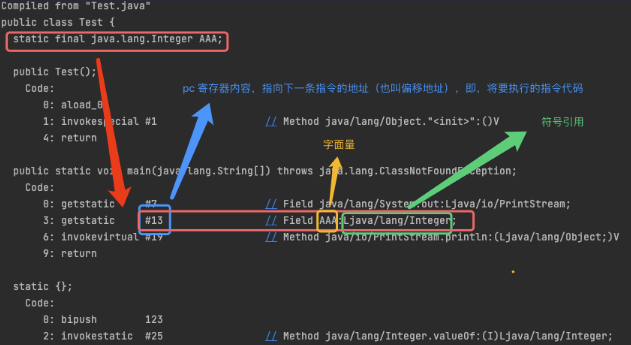 Compiled from "Test.java"
public class Test {
static final java.lang.Integer AAA;
public Test();
pc 寄存器内容，指向下一条指令的地址（也叫偏移地址），即，将要执行的指令代码
Code:
0: aload_0
1: invokespecial #1 // Method java/lang/Object."<init>":()V
符号引用
4: return
字面量
public static void main(java.lang.String[]) throws java.lang.ClassNotFoundException;
Code:
0: getstatic #7 // Field java/lang/System.out:Ljava/io/PrintStream;
3: getstatic #13 // Field AAA:Ljava/lang/Integer;
6: invokevirtual #19 // Method java/io/PrintStream.println:(Ljava/lang/Object;)V
9: return
static {};
Code:
0: bipush 123
2: invokestatic #25 // Method java/lang/Integer.valueOf:(I)Ljava/lang/Integer;